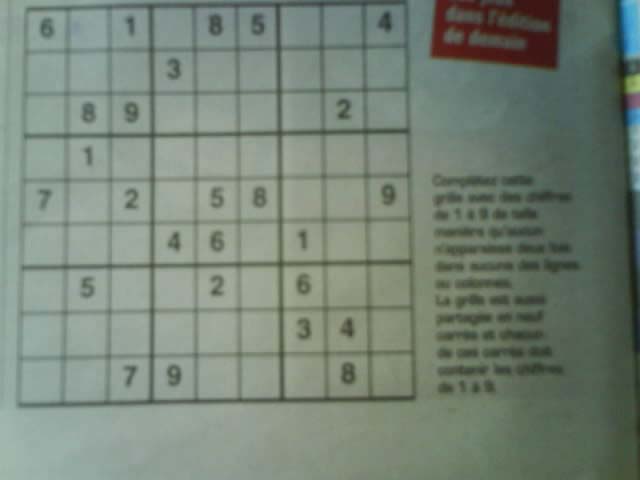 dans l'édition
de demain
6 1 8 5 4
3
8 9 2
1
7 2 5 8 9
4 6 1
5 2 6
3 4
7 9 8
Complétez cette
grille avec des chiffres
de 1 à 9 de telle
manière qu'aucun
n'apparaisse deux fois
dans aucune des lignes
ou colonnes.
La grille est aussi
partagée en neuf
carrés et chacun
de ces carrés doit
contenir les chiffres
de 1 à 9.